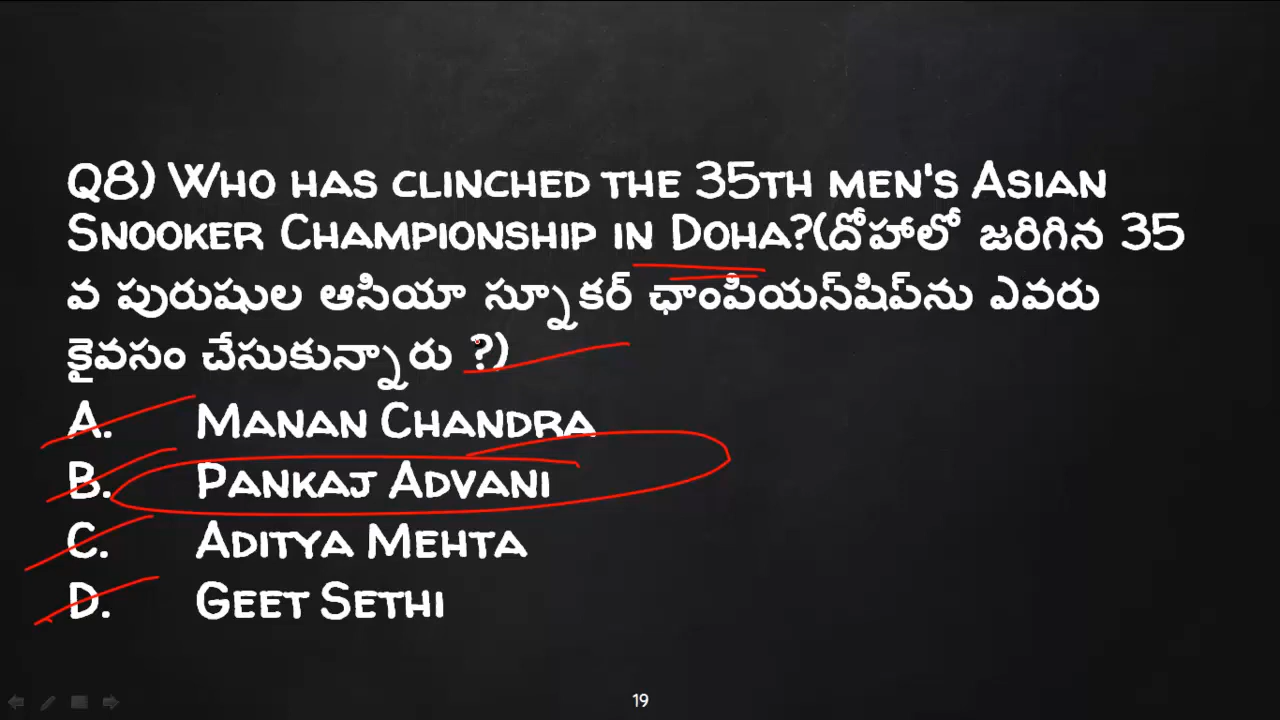 Q8) Who has clinched the 35th men's Asian
Snooker Championship in Doha?(దోహాలో జరిగిన 35
వ పురుషుల ఆసియా స్నూకర్ ఛాంపియన్‌షిప్‌ను ఎవరు
కైవసం చేసుకున్నారు ?)
A. Manan Chandra
B. Pankaj Advani
C. Aditya Mehta
D. Geet Sethi
19